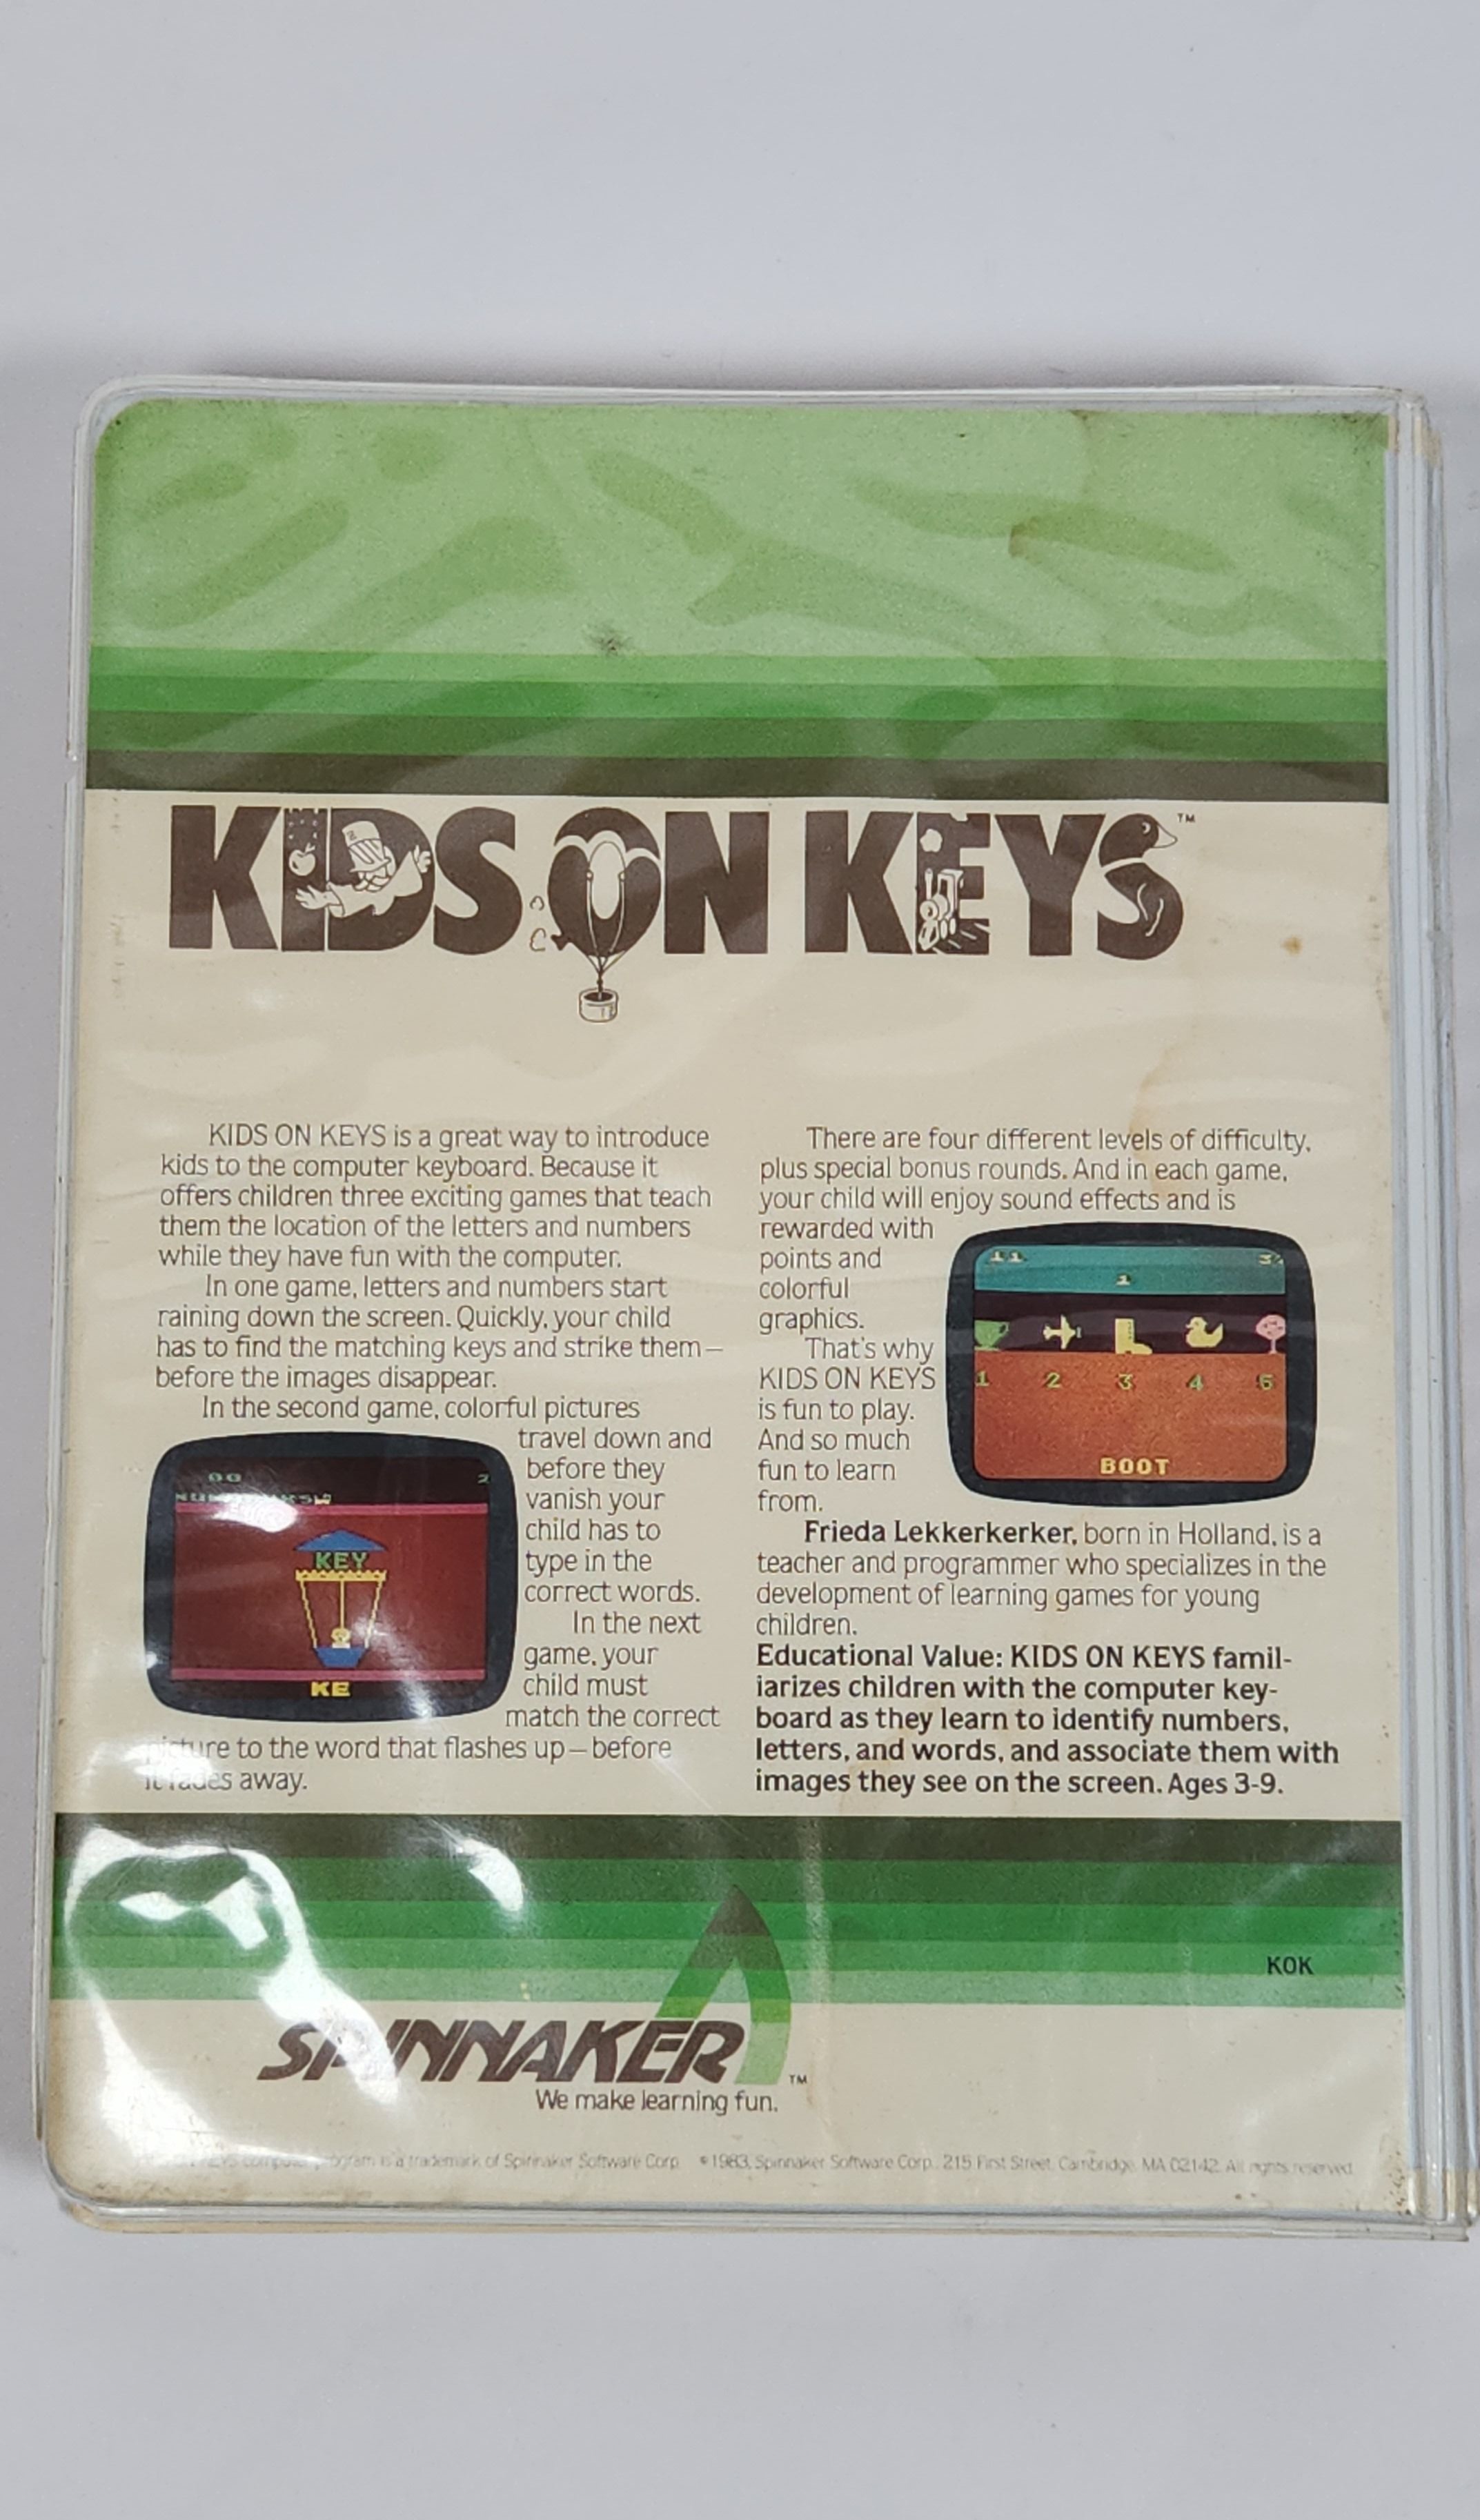 KIDS ON KEYS™
KIDS ON KEYS is a great way to introduce
kids to the computer keyboard. Because it
offers children three exciting games that teach
them the location of the letters and numbers
while they have fun with the computer.
In one game, letters and numbers start
raining down the screen. Quickly, your child
has to find the matching keys and strike them—
before the images disappear.
In the second game, colorful pictures
travel down and
before they
vanish your
child has to
type in the
correct words.
In the next
game, your
child must
match the correct
picture to the word that flashes up—before
it fades away.
00 2
KEY
KE
There are four different levels of difficulty,
plus special bonus rounds. And in each game,
your child will enjoy sound effects and is
rewarded with
points and
colorful
graphics.
That's why
KIDS ON KEYS
is fun to play.
And so much
fun to learn
from.
11
1
1 2 3 4 5
BOOT
Frieda Lekkerkerker, born in Holland, is a
teacher and programmer who specializes in the
development of learning games for young
children.
Educational Value: KIDS ON KEYS famil-
iarizes children with the computer key-
board as they learn to identify numbers,
letters, and words, and associate them with
images they see on the screen. Ages 3-9.
KOK
SPINNAKER™
We make learning fun.
KEYS computer program is a trademark of Spinnaker Software Corp. ©1983, Spinnaker Software Corp., 215 First Street, Cambridge, MA 02142. All rights reserved.